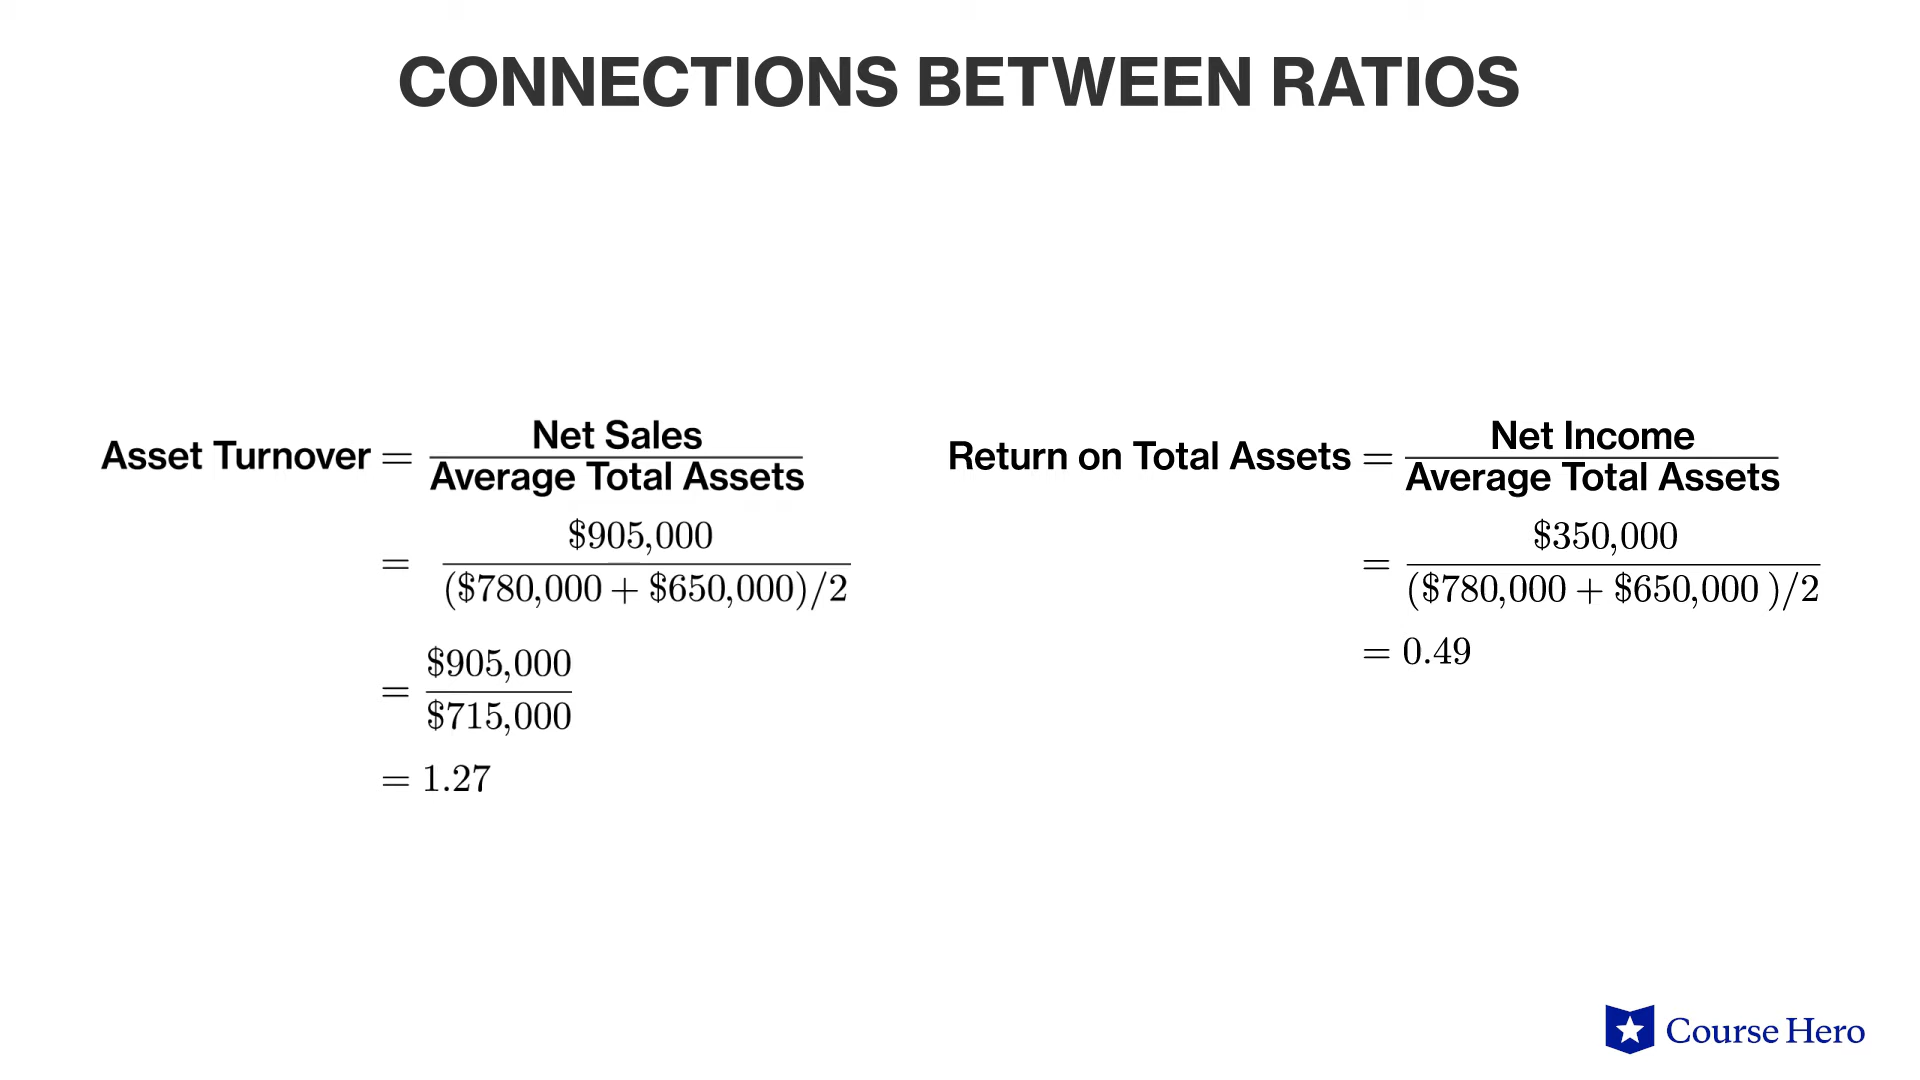 CONNECTIONS BETWEEN RATIOS
Asset Turnover = Net Sales
Average Total Assets
= $905,000
($780,000 + $650,000)/2
= $905,000
$715,000
= 1.27
Return on Total Assets = Net Income
Average Total Assets
= $350,000
($780,000 + $650,000 )/2
= 0.49
Course Hero